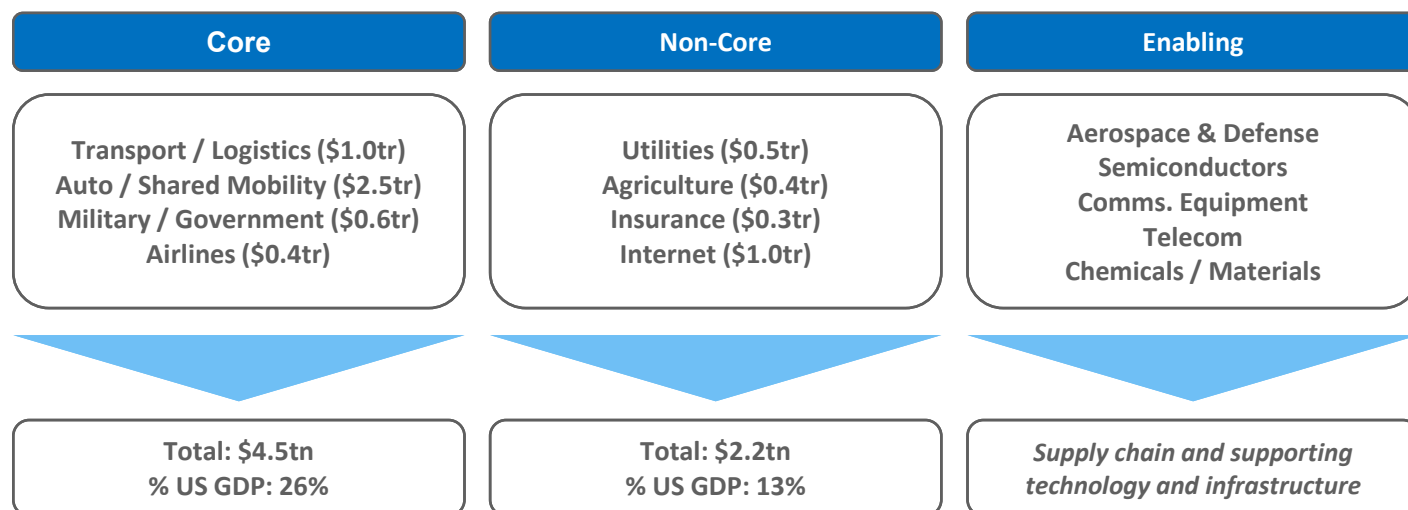 Core
Transport / Logistics ($1.0tr)
Auto / Shared Mobility ($2.5tr)
Military / Government ($0.6tr)
Airlines ($0.4tr)
Total: $4.5tn
% US GDP: 26%
Non-Core
Utilities ($0.5tr)
Agriculture ($0.4tr)
Insurance ($0.3tr)
Internet ($1.0tr)
Total: $2.2tn
% US GDP: 13%
Enabling
Aerospace & Defense
Semiconductors
Comms. Equipment
Telecom
Chemicals / Materials
Supply chain and supporting
technology and infrastructure